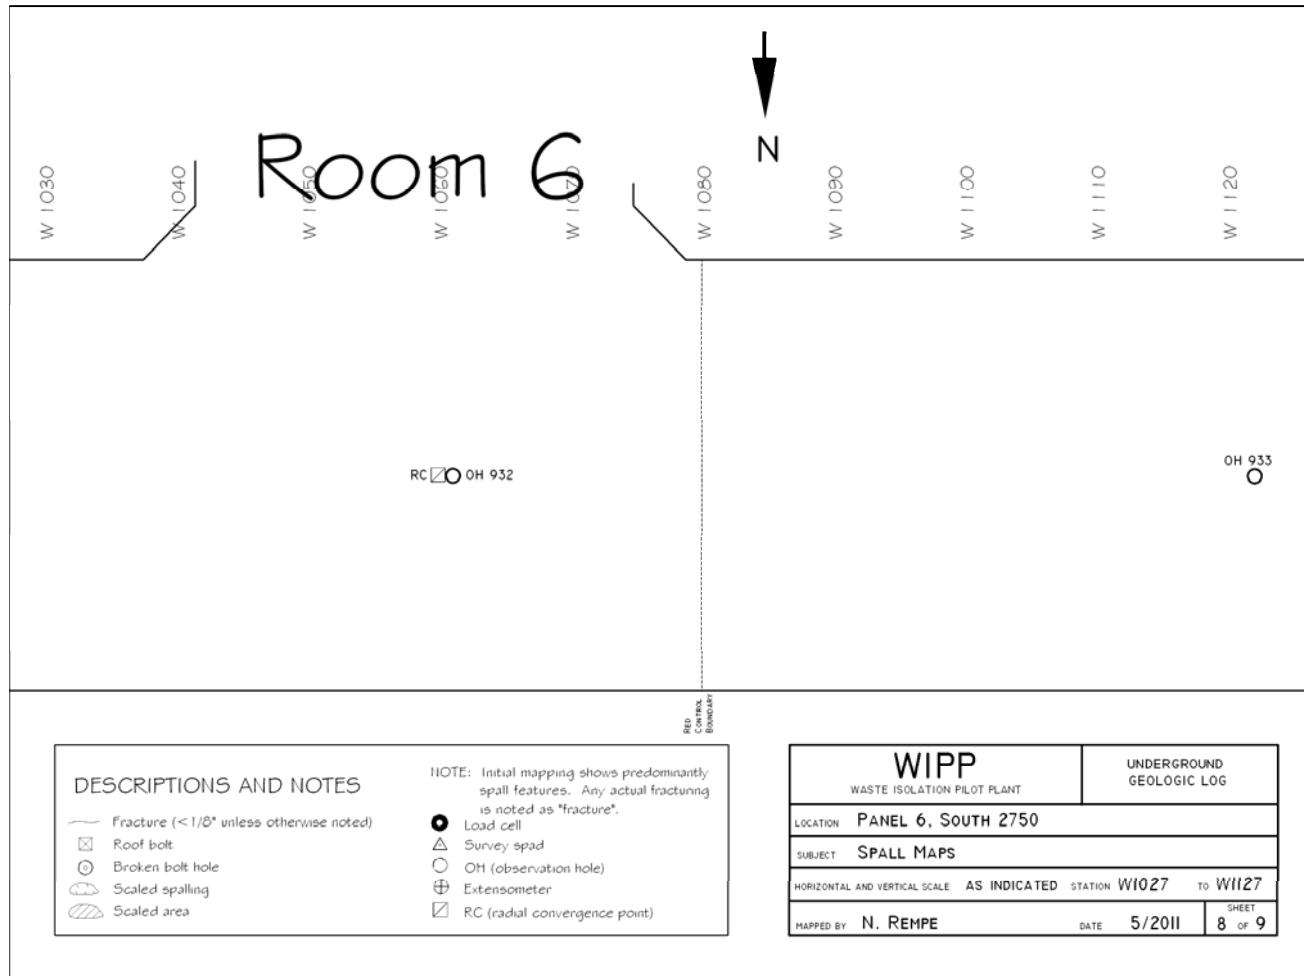 Room 6
N
W 1030
W 1040
W 1050
W 1060
W 1070
W 1080
W 1090
W 1100
W 1110
W 1120
RC OH 932
OH 933
RED
CONTROL
BOUNDARY
DESCRIPTIONS AND NOTES
Fracture (<1/8" unless otherwise noted)
Roof bolt
Broken bolt hole
Scaled spalling
Scaled area
NOTE: Initial mapping shows predominantly
spall features. Any actual fracturing
is noted as "fracture".
Load cell
Survey spad
OH (observation hole)
Extensometer
RC (radial convergence point)
WIPP
WASTE ISOLATION PILOT PLANT
UNDERGROUND
GEOLOGIC LOG
LOCATION PANEL 6, SOUTH 2750
SUBJECT SPALL MAPS
HORIZONTAL AND VERTICAL SCALE AS INDICATED STATION W1027 TO W1127
MAPPED BY N. REMPE DATE 5/2011
SHEET
8 OF 9